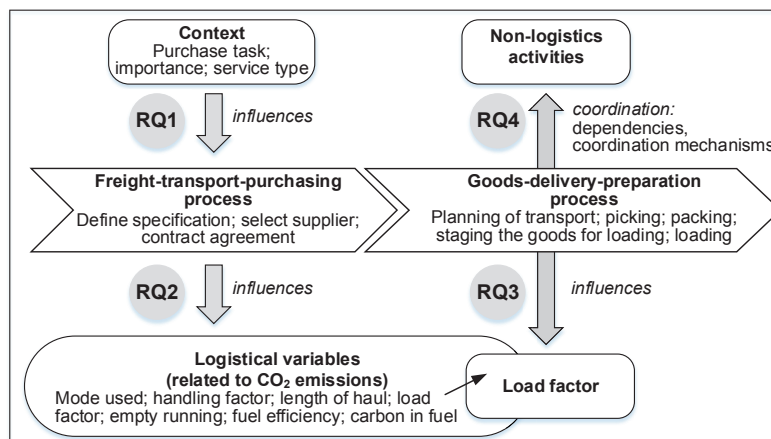 Context
Purchase task;
importance; service type
Non-logistics
activities
RQ1
influences
RQ4
coordination:
dependencies,
coordination mechanisms
Freight-transport-purchasing
process
Define specification; select supplier;
contract agreement
Goods-delivery-preparation
process
Planning of transport; picking; packing;
staging the goods for loading; loading
RQ2
influences
RQ3
influences
Logistical variables
(related to CO₂ emissions)
Mode used; handling factor; length of haul; load
factor; empty running; fuel efficiency; carbon in fuel
Load factor